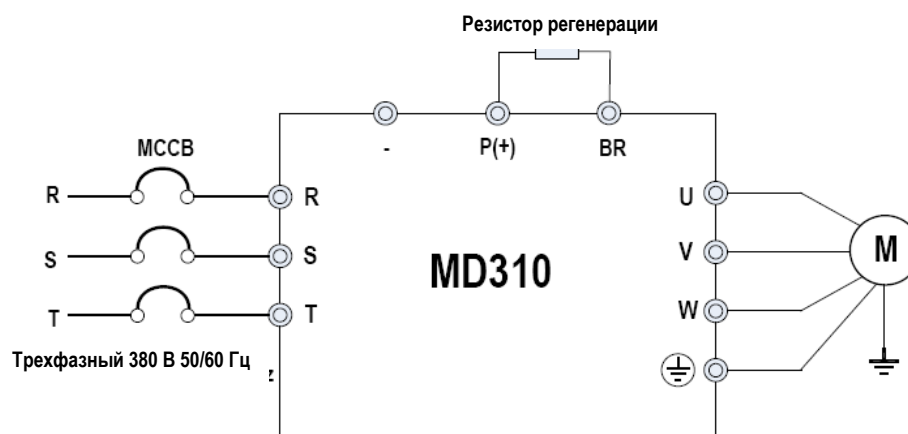 Резистор регенерации
- P(+) BR
MCCB
R R
S S
T T
MD310
U
V
W
M
Трехфазный 380 В 50/60 Гц
z